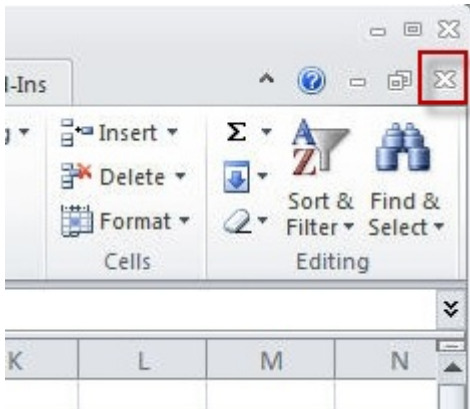 l-Ins
Insert
Delete
Format
Cells
Σ
A
Z
Sort &
Filter
Find &
Select
Editing
K L M N